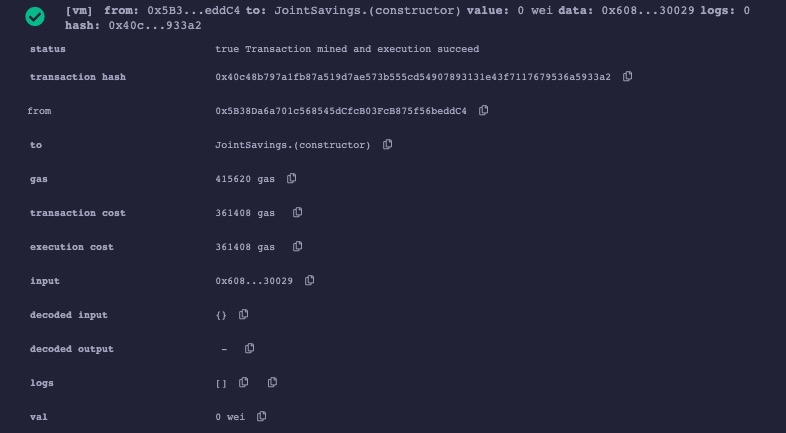 [vm] from: 0x5B3...eddC4 to: JointSavings.(constructor) value: 0 wei data: 0x608...30029 logs: 0
hash: 0x40c...933a2
status true Transaction mined and execution succeed
transaction hash 0x40c48b797a1fb87a519d7ae573b555cd54907893131e43f7117679536a5933a2
from 0x5B38Da6a701c568545dCfcB03FcB875f56beddC4
to JointSavings.(constructor)
gas 415620 gas
transaction cost 361408 gas
execution cost 361408 gas
input 0x608...30029
decoded input {}
decoded output -
logs []
val 0 wei